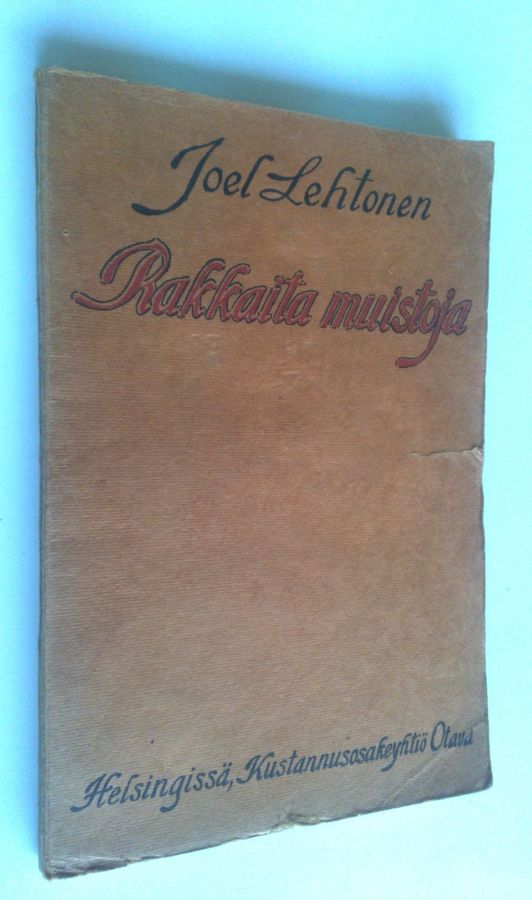 Joel Lehtonen
Rakkaita muistoja
Helsingissä, Kustannusosakeyhtiö Otava